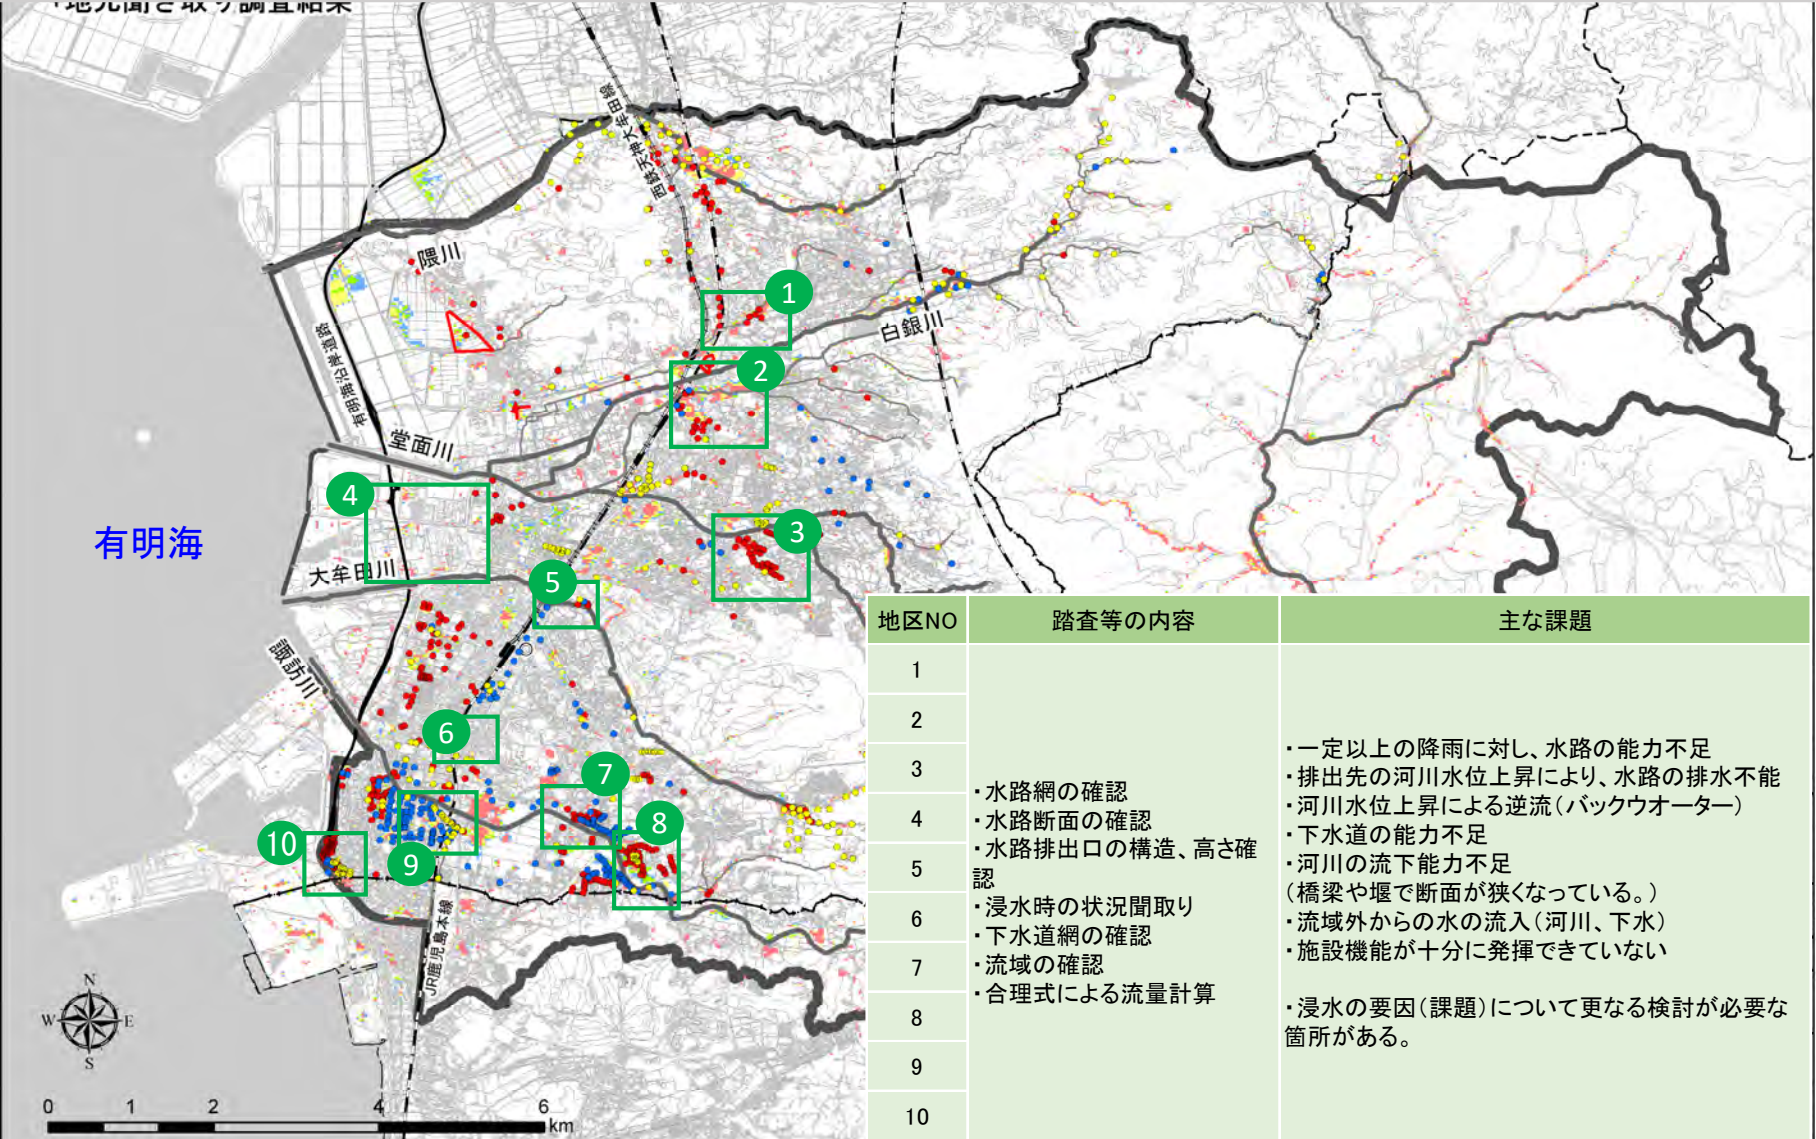 地元聞き取り調査結果
西鉄天神大牟田線
隈川
1
有明海沿岸道路
白銀川
2
堂面川
4
3
有明海
大牟田川
5
諏訪川
6
7
8
10
9
JR鹿児島本線
N
W E
S
0 1 2 4 6
km
地区NO 踏査等の内容 主な課題
1
2
3
4
5
6
7
8
9
10
・水路網の確認
・水路断面の確認
・水路排出口の構造、高さ確
認
・浸水時の状況聞取り
・下水道網の確認
・流域の確認
・合理式による流量計算
・一定以上の降雨に対し、水路の能力不足
・排出先の河川水位上昇により、水路の排水不能
・河川水位上昇による逆流(バックウオーター)
・下水道の能力不足
・河川の流下能力不足
(橋梁や堰で断面が狭くなっている。)
・流域外からの水の流入(河川、下水)
・施設機能が十分に発揮できていない
・浸水の要因(課題)について更なる検討が必要な
箇所がある。